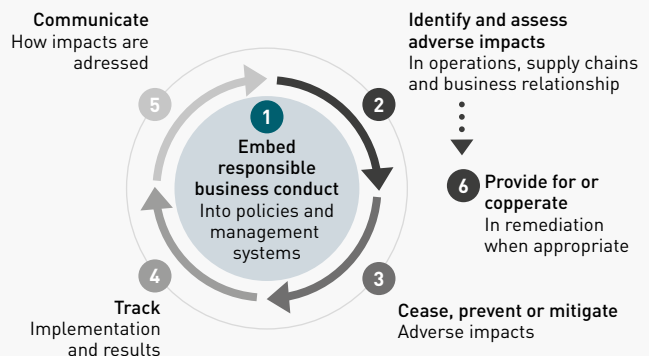 1
Embed
responsible
business conduct
Into policies and
management
systems
2
Identify and assess
adverse impacts
In operations, supply chains
and business relationship
3
Cease, prevent or mitigate
Adverse impacts
4
Track
Implementation
and results
5
Communicate
How impacts are
adressed
6
Provide for or
copperate
In remediation
when appropriate